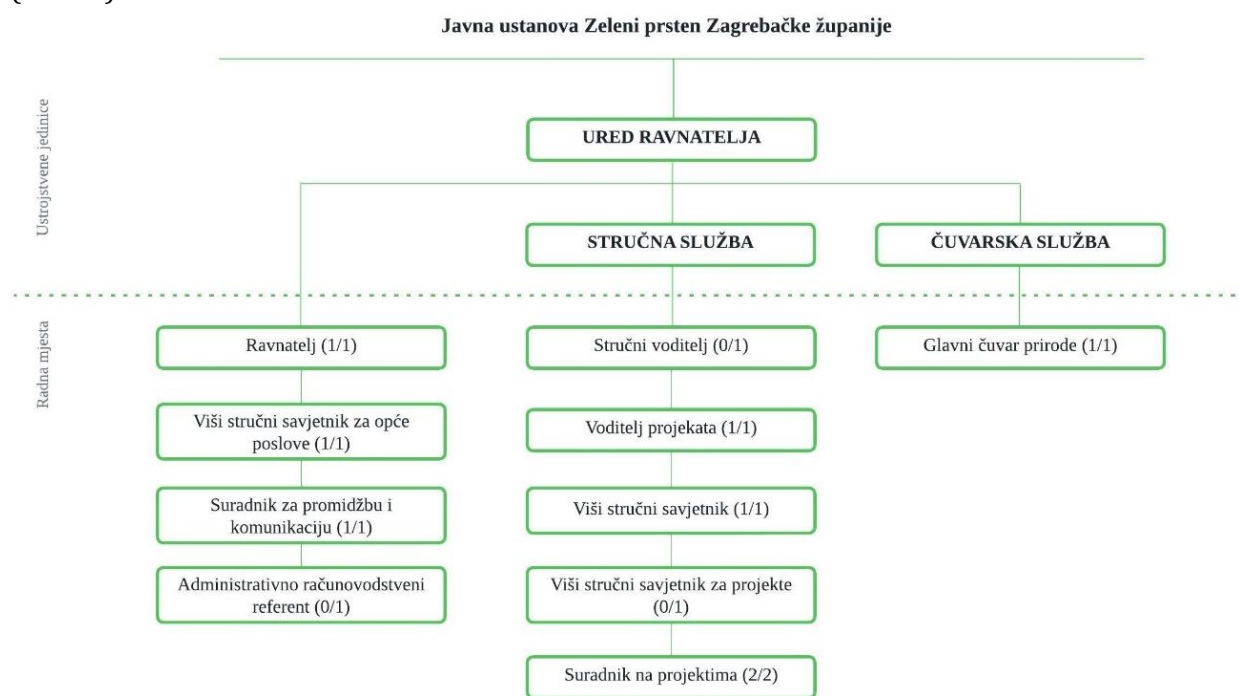 Javna ustanova Zeleni prsten Zagrebačke županije
Ustrojstvene jedinice
URED RAVNATELJA
STRUČNA SLUŽBA
ČUVARSKA SLUŽBA
Radna mjesta
Ravnatelj (1/1)
Viši stručni savjetnik za opće
poslove (1/1)
Suradnik za promidžbu i
komunikaciju (1/1)
Administrativno računovodstveni
referent (0/1)
Stručni voditelj (0/1)
Voditelj projekata (1/1)
Viši stručni savjetnik (1/1)
Viši stručni savjetnik za projekte
(0/1)
Suradnik na projektima (2/2)
Glavni čuvar prirode (1/1)